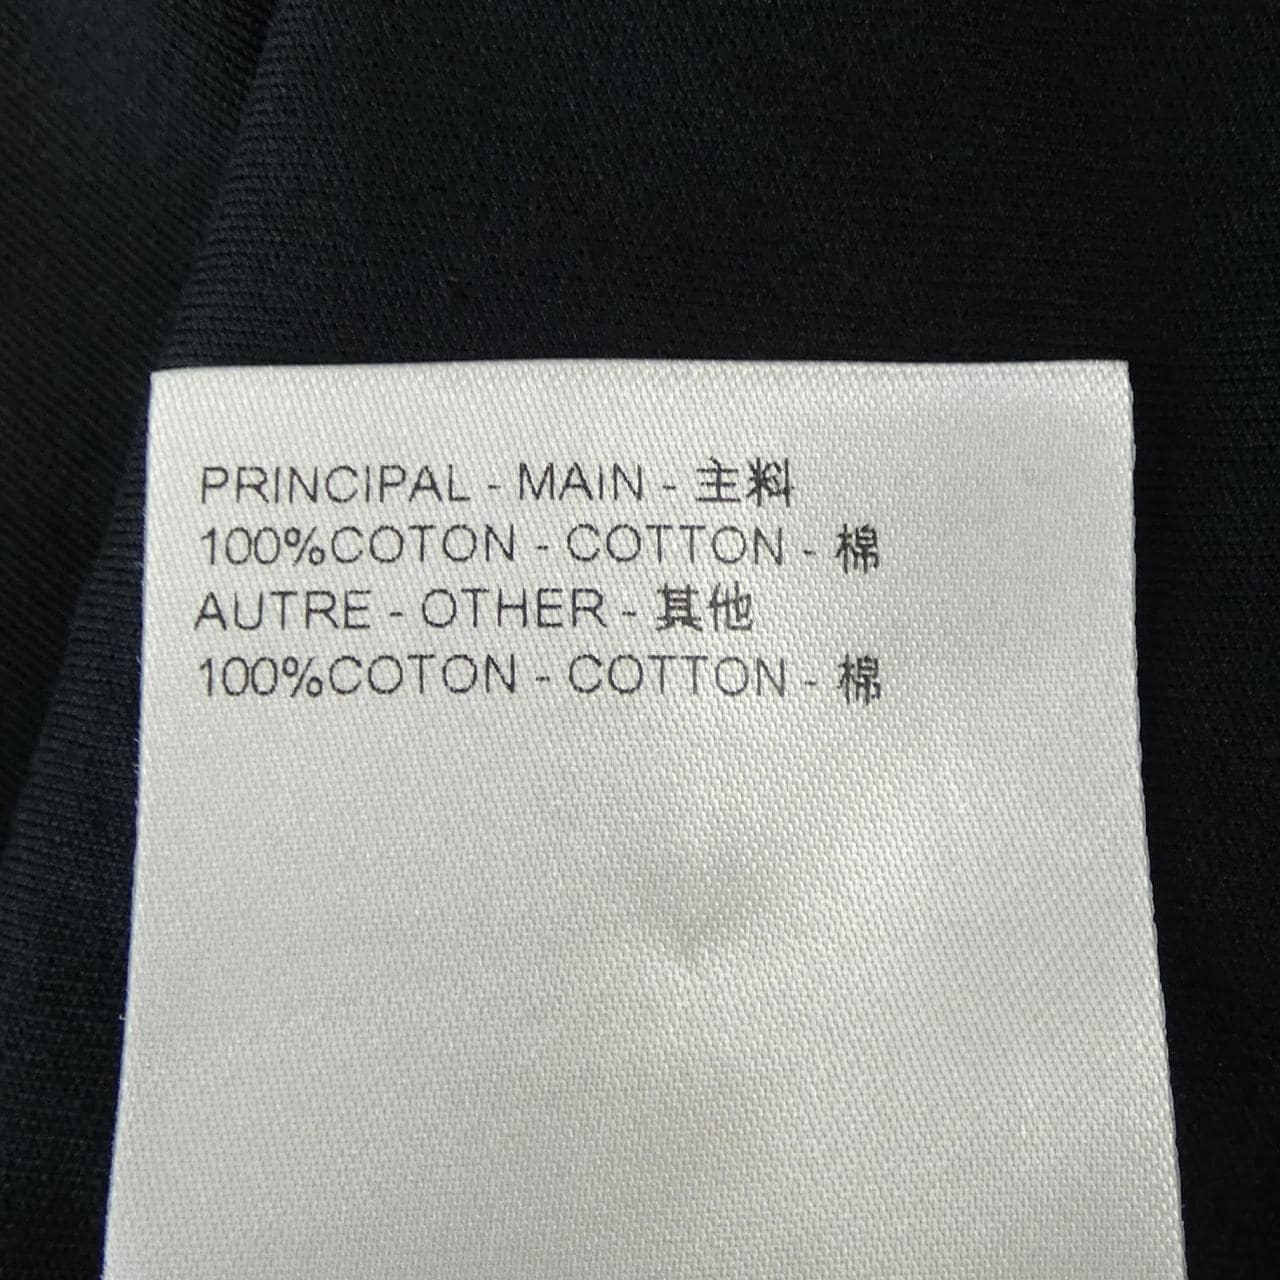 PRINCIPAL - MAIN - 主料
100%COTON - COTTON - 棉
AUTRE - OTHER - 其他
100%COTON - COTTON - 棉